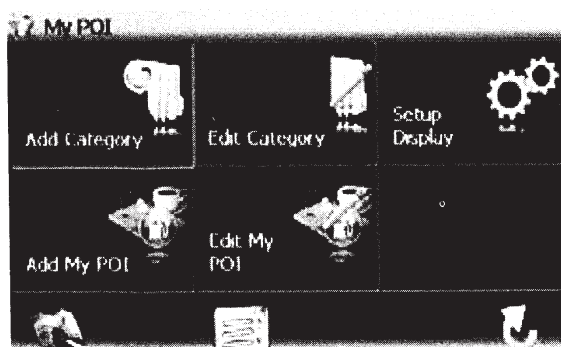 My POI
Add Category
Edit Category
Setup
Display
Add My POI
Edit My
POI